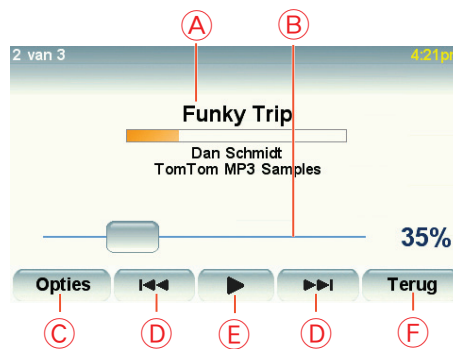 A B
2 van 3 4:21pm
Funky Trip
Dan Schmidt
TomTom MP3 Samples
35%
Opties Terug
C D E D F